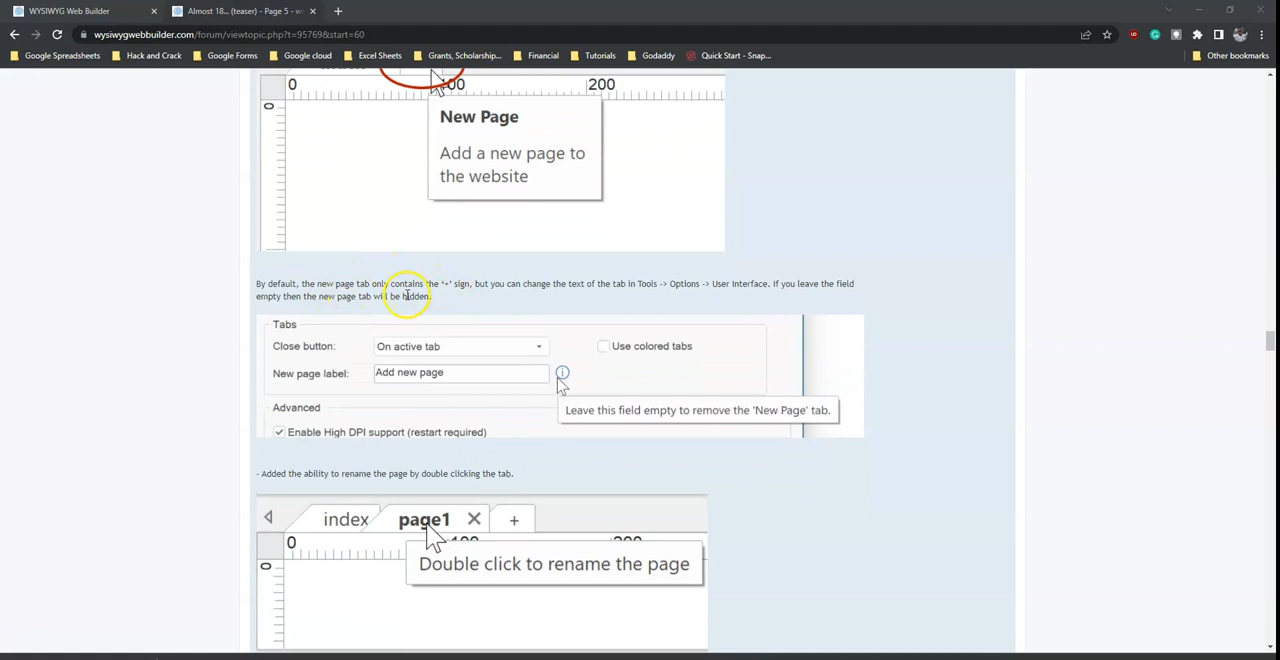 WYSIWYG Web Builder
Almost 18... (teaser) - Page 5 - w
wysiwygwebbuilder.com/forum/viewtopic.php?t=95769&start=60
Google Spreadsheets
Hack and Crack
Google Forms
Google cloud
Excel Sheets
Grants, Scholarship...
Financial
Tutorials
Godaddy
Quick Start - Snap...
Other bookmarks
0 100 200
0
New Page
Add a new page to
the website
By default, the new page tab only contains the '+' sign, but you can change the text of the tab in Tools -> Options -> User Interface. If you leave the field
empty then the new page tab will be hidden.
Tabs
Close button: On active tab Use colored tabs
New page label: Add new page
Leave this field empty to remove the 'New Page' tab.
Advanced
Enable High DPI support (restart required)
- Added the ability to rename the page by double clicking the tab.
index page1 +
0 100 200
0
Double click to rename the page